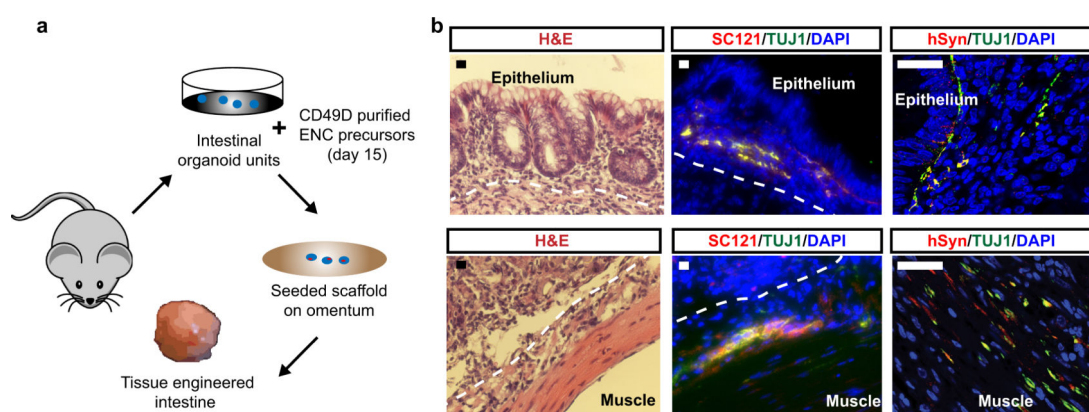 a
Intestinal
organoid units
+
CD49D purified
ENC precursors
(day 15)
Seeded scaffold
on omentum
Tissue engineered
intestine
b
H&E
SC121/TUJ1/DAPI
hSyn/TUJ1/DAPI
Epithelium
Epithelium
Epithelium
H&E
SC121/TUJ1/DAPI
hSyn/TUJ1/DAPI
Muscle
Muscle
Muscle